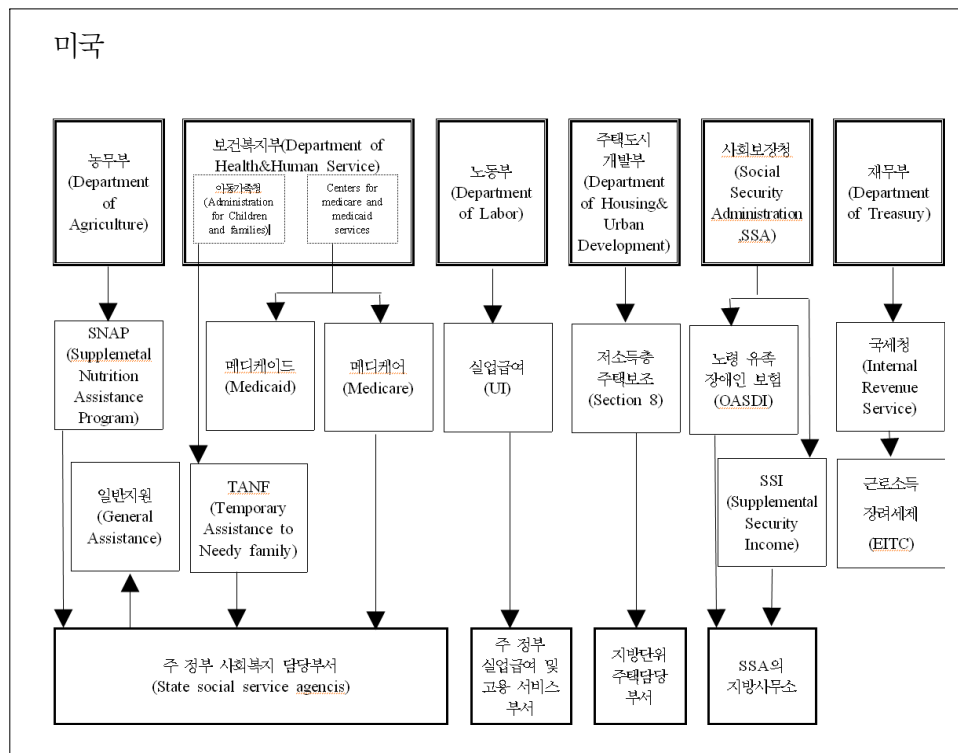 미국
농무부
(Department
of
Agriculture)
보건복지부(Department of
Health&Human Service)
아동가족청
(Administration
for Children
and families)
Centers for
medicare and
medicaid
services
노동부
(Department
of Labor)
주택도시
개발부
(Department
of Housing&
Urban
Development)
사회보장청
(Social
Security
Administration
,SSA)
재무부
(Department
of Treasury)
SNAP
(Supplemetal
Nutrition
Assistance
Program)
메디케이드
(Medicaid)
메디케어
(Medicare)
실업급여
(UI)
저소득층
주택보조
(Section 8)
노령 유족
장애인 보험
(OASDI)
국세청
(Internal
Revenue
Service)
일반지원
(General
Assistance)
TANF
(Temporary
Assistance to
Needy family)
SSI
(Supplemental
Security
Income)
근로소득
장려세제
(EITC)
주 정부 사회복지 담당부서
(State social service agencis)
주 정부
실업급여 및
고용 서비스
부서
지방단위
주택담당
부서
SSA의
지방사무소